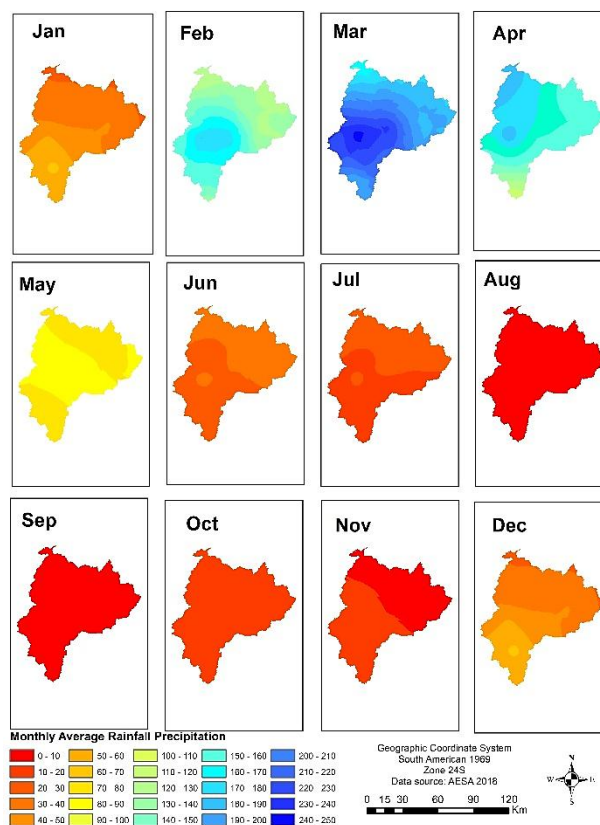 Jan Feb Mar Apr
May Jun Jul Aug
Sep Oct Nov Dec
Monthly Average Rainfall Precipitation
0 - 10 50 - 60 100 - 110 150 - 160 200 - 210
10 - 20 60 - 70 110 - 120 160 - 170 210 - 220
20 - 30 70 - 80 120 - 130 170 - 180 220 - 230
30 - 40 80 - 90 130 - 140 180 - 190 230 - 240
40 - 50 90 - 100 140 - 150 190 - 200 240 - 250
Geographic Coordinate System
South American 1969
Zone 24S
Data source: AESA 2018
0 15 30 60 90 120
Km
N
W E
S